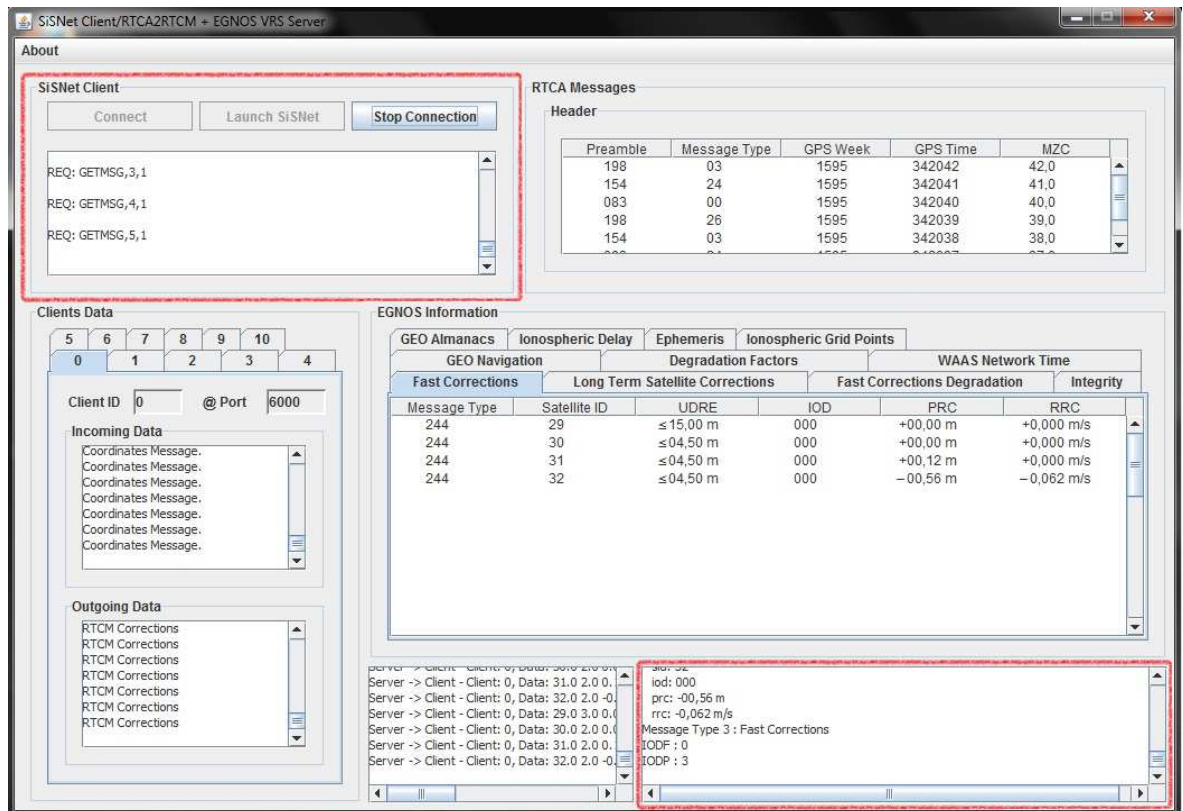 SiSNet Client/RTCA2RTCM + EGNOS VRS Server
About
SiSNet Client
Connect Launch SiSNet Stop Connection
REQ: GETMSG,3,1
REQ: GETMSG,4,1
REQ: GETMSG,5,1
RTCA Messages
Header
Preamble Message Type GPS Week GPS Time MZC
198 03 1595 342042 42,0
154 24 1595 342041 41,0
083 00 1595 342040 40,0
198 26 1595 342039 39,0
154 03 1595 342038 38,0
Clients Data
5 6 7 8 9 10
0 1 2 3 4
Client ID 0 @ Port 6000
Incoming Data
Coordinates Message.
Coordinates Message.
Coordinates Message.
Coordinates Message.
Coordinates Message.
Coordinates Message.
Coordinates Message.
Outgoing Data
RTCM Corrections
RTCM Corrections
RTCM Corrections
RTCM Corrections
RTCM Corrections
RTCM Corrections
RTCM Corrections
EGNOS Information
GEO Almanacs Ionospheric Delay Ephemeris Ionospheric Grid Points
GEO Navigation Degradation Factors WAAS Network Time
Fast Corrections Long Term Satellite Corrections Fast Corrections Degradation Integrity
Message Type Satellite ID UDRE IOD PRC RRC
244 29 ≤15,00 m 000 +00,00 m +0,000 m/s
244 30 ≤04,50 m 000 +00,00 m +0,000 m/s
244 31 ≤04,50 m 000 +00,12 m +0,000 m/s
244 32 ≤04,50 m 000 −00,56 m −0,062 m/s
Server -> Client - Client: 0, Data: 30.0 2.0 0.
Server -> Client - Client: 0, Data: 31.0 2.0 0.
Server -> Client - Client: 0, Data: 32.0 2.0 -0.
Server -> Client - Client: 0, Data: 29.0 3.0 0.0
Server -> Client - Client: 0, Data: 30.0 2.0 0.0
Server -> Client - Client: 0, Data: 31.0 2.0 0.
Server -> Client - Client: 0, Data: 32.0 2.0 -0.
sid: 32
iod: 000
prc: -00,56 m
rrc: -0,062 m/s
Message Type 3 : Fast Corrections
IODF : 0
IODP : 3